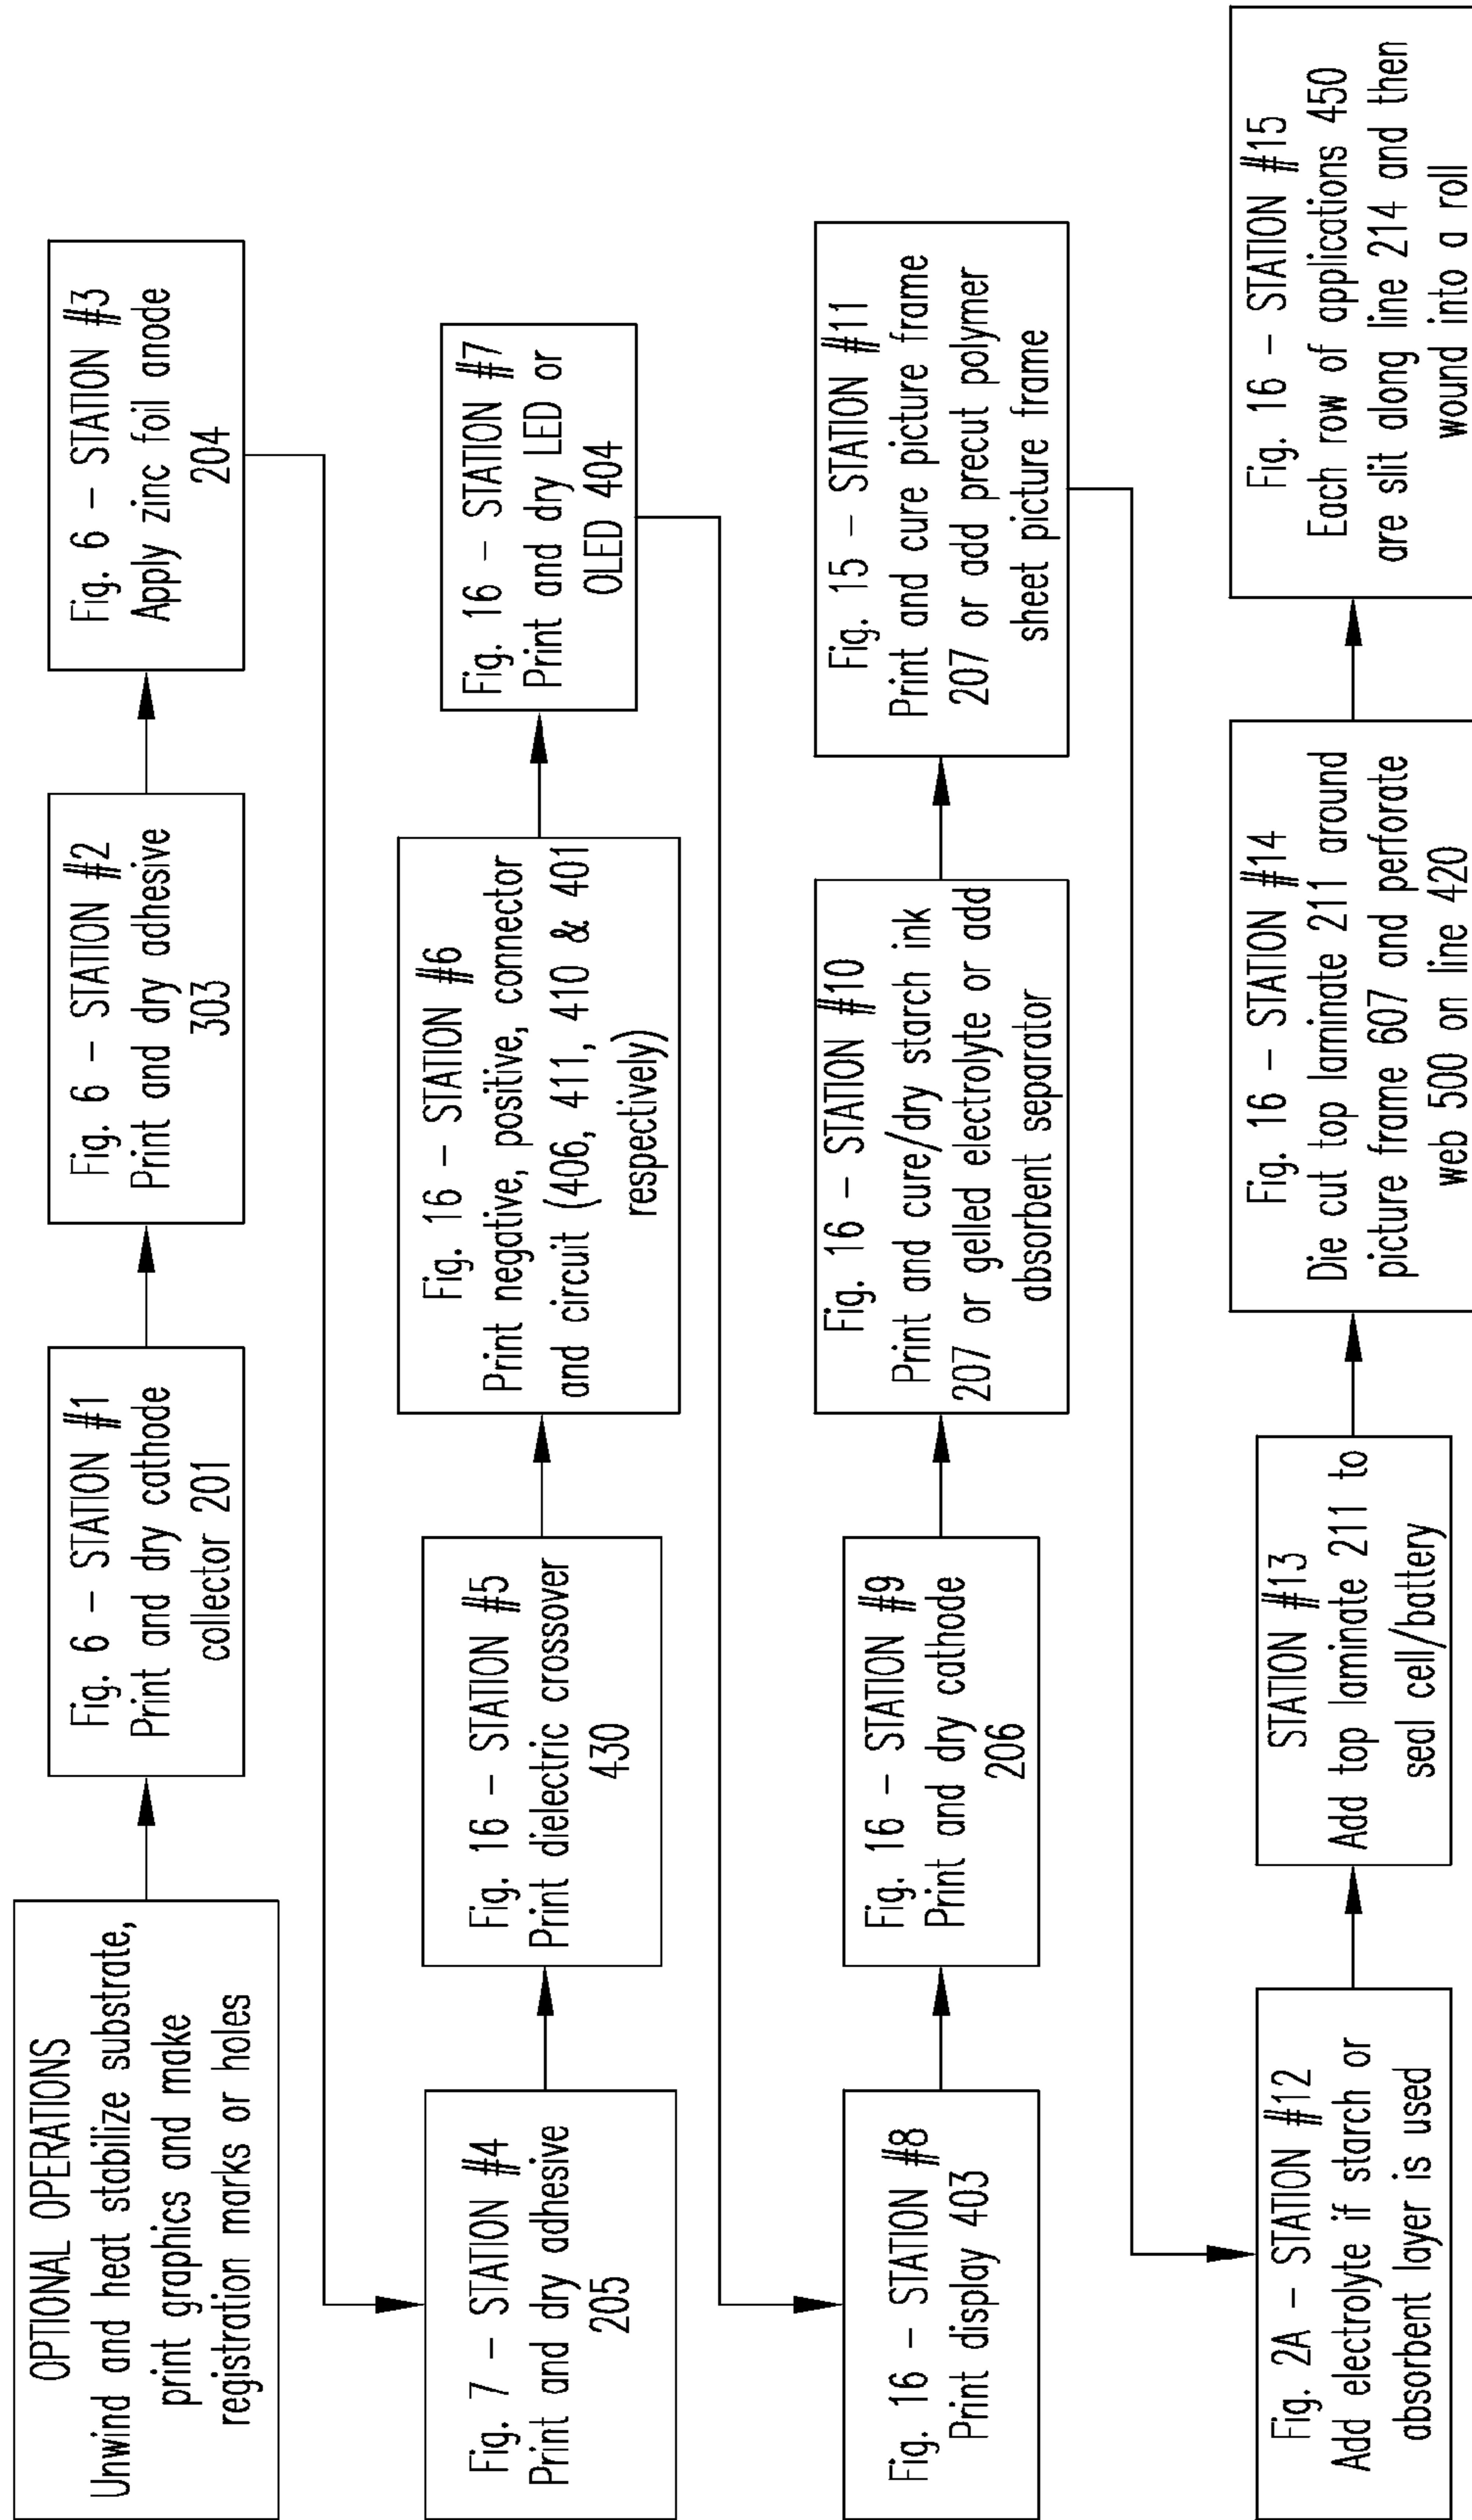 OPTIONAL OPERATIONS
Unwind and heat stabilize substrate,
print graphics and make
registration marks or holes
Fig. 6 – STATION #1
Print and dry cathode
collector 201
Fig. 6 – STATION #2
Print and dry adhesive
303
Fig. 6 – STATION #3
Apply zinc foil anode
204
Fig. 7 – STATION #4
Print and dry adhesive
205
Fig. 16 – STATION #5
Print dielectric crossover
430
Fig. 16 – STATION #6
Print negative, positive, connector
and circuit (406, 411, 410 & 401
respectively)
Fig. 16 – STATION #7
Print and dry LED or
OLED 404
Fig. 16 – STATION #8
Print display 403
Fig. 16 – STATION #9
Print and dry cathode
206
Fig. 16 – STATION #10
Print and cure/dry starch ink
207 or gelled electrolyte or add
absorbent separator
Fig. 15 – STATION #11
Print and cure picture frame
207 or add precut polymer
sheet picture frame
Fig. 2A – STATION #12
Add electrolyte if starch or
absorbent layer is used
STATION #13
Add top laminate 211 to
seal cell/battery
Fig. 16 – STATION #14
Die cut top laminate 211 around
picture frame 607 and perforate
web 500 on line 420
Fig. 16 – STATION #15
Each row of applications 450
are slit along line 214 and then
wound into a roll